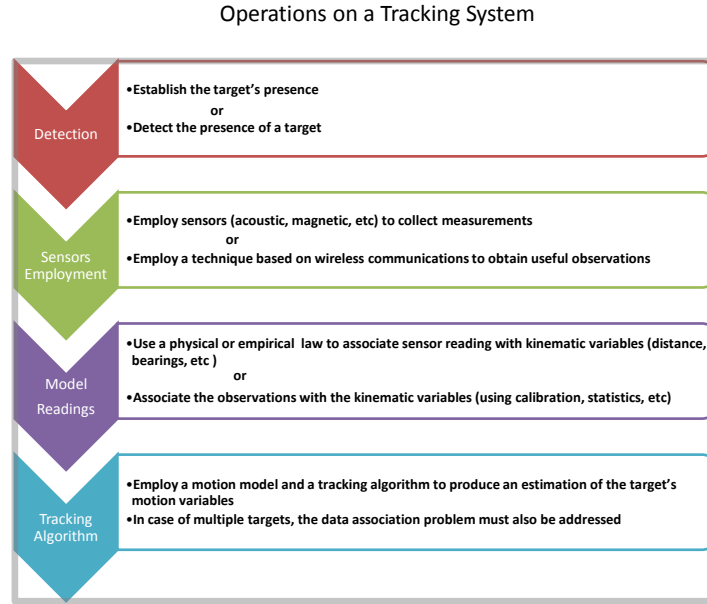 Operations on a Tracking System
Detection
•Establish the target's presence
or
•Detect the presence of a target
Sensors
Employment
•Employ sensors (acoustic, magnetic, etc) to collect measurements
or
•Employ a technique based on wireless communications to obtain useful observations
Model
Readings
•Use a physical or empirical law to associate sensor reading with kinematic variables (distance,
bearings, etc )
or
•Associate the observations with the kinematic variables (using calibration, statistics, etc)
Tracking
Algorithm
•Employ a motion model and a tracking algorithm to produce an estimation of the target's
motion variables
•In case of multiple targets, the data association problem must also be addressed